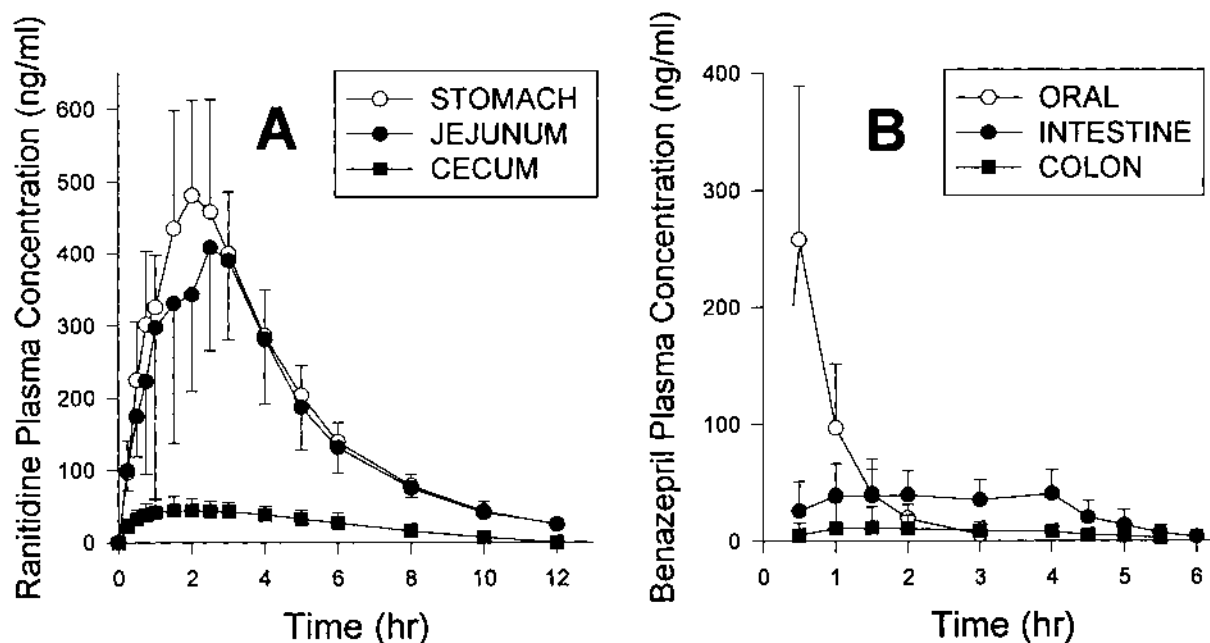 Ranitidine Plasma Concentration (ng/ml)
600
500
400
300
200
100
0
A
STOMACH
JEJUNUM
CECUM
0 2 4 6 8 10 12
Time (hr)
Benazepril Plasma Concentration (ng/ml)
400
300
200
100
0
B
ORAL
INTESTINE
COLON
0 1 2 3 4 5 6
Time (hr)